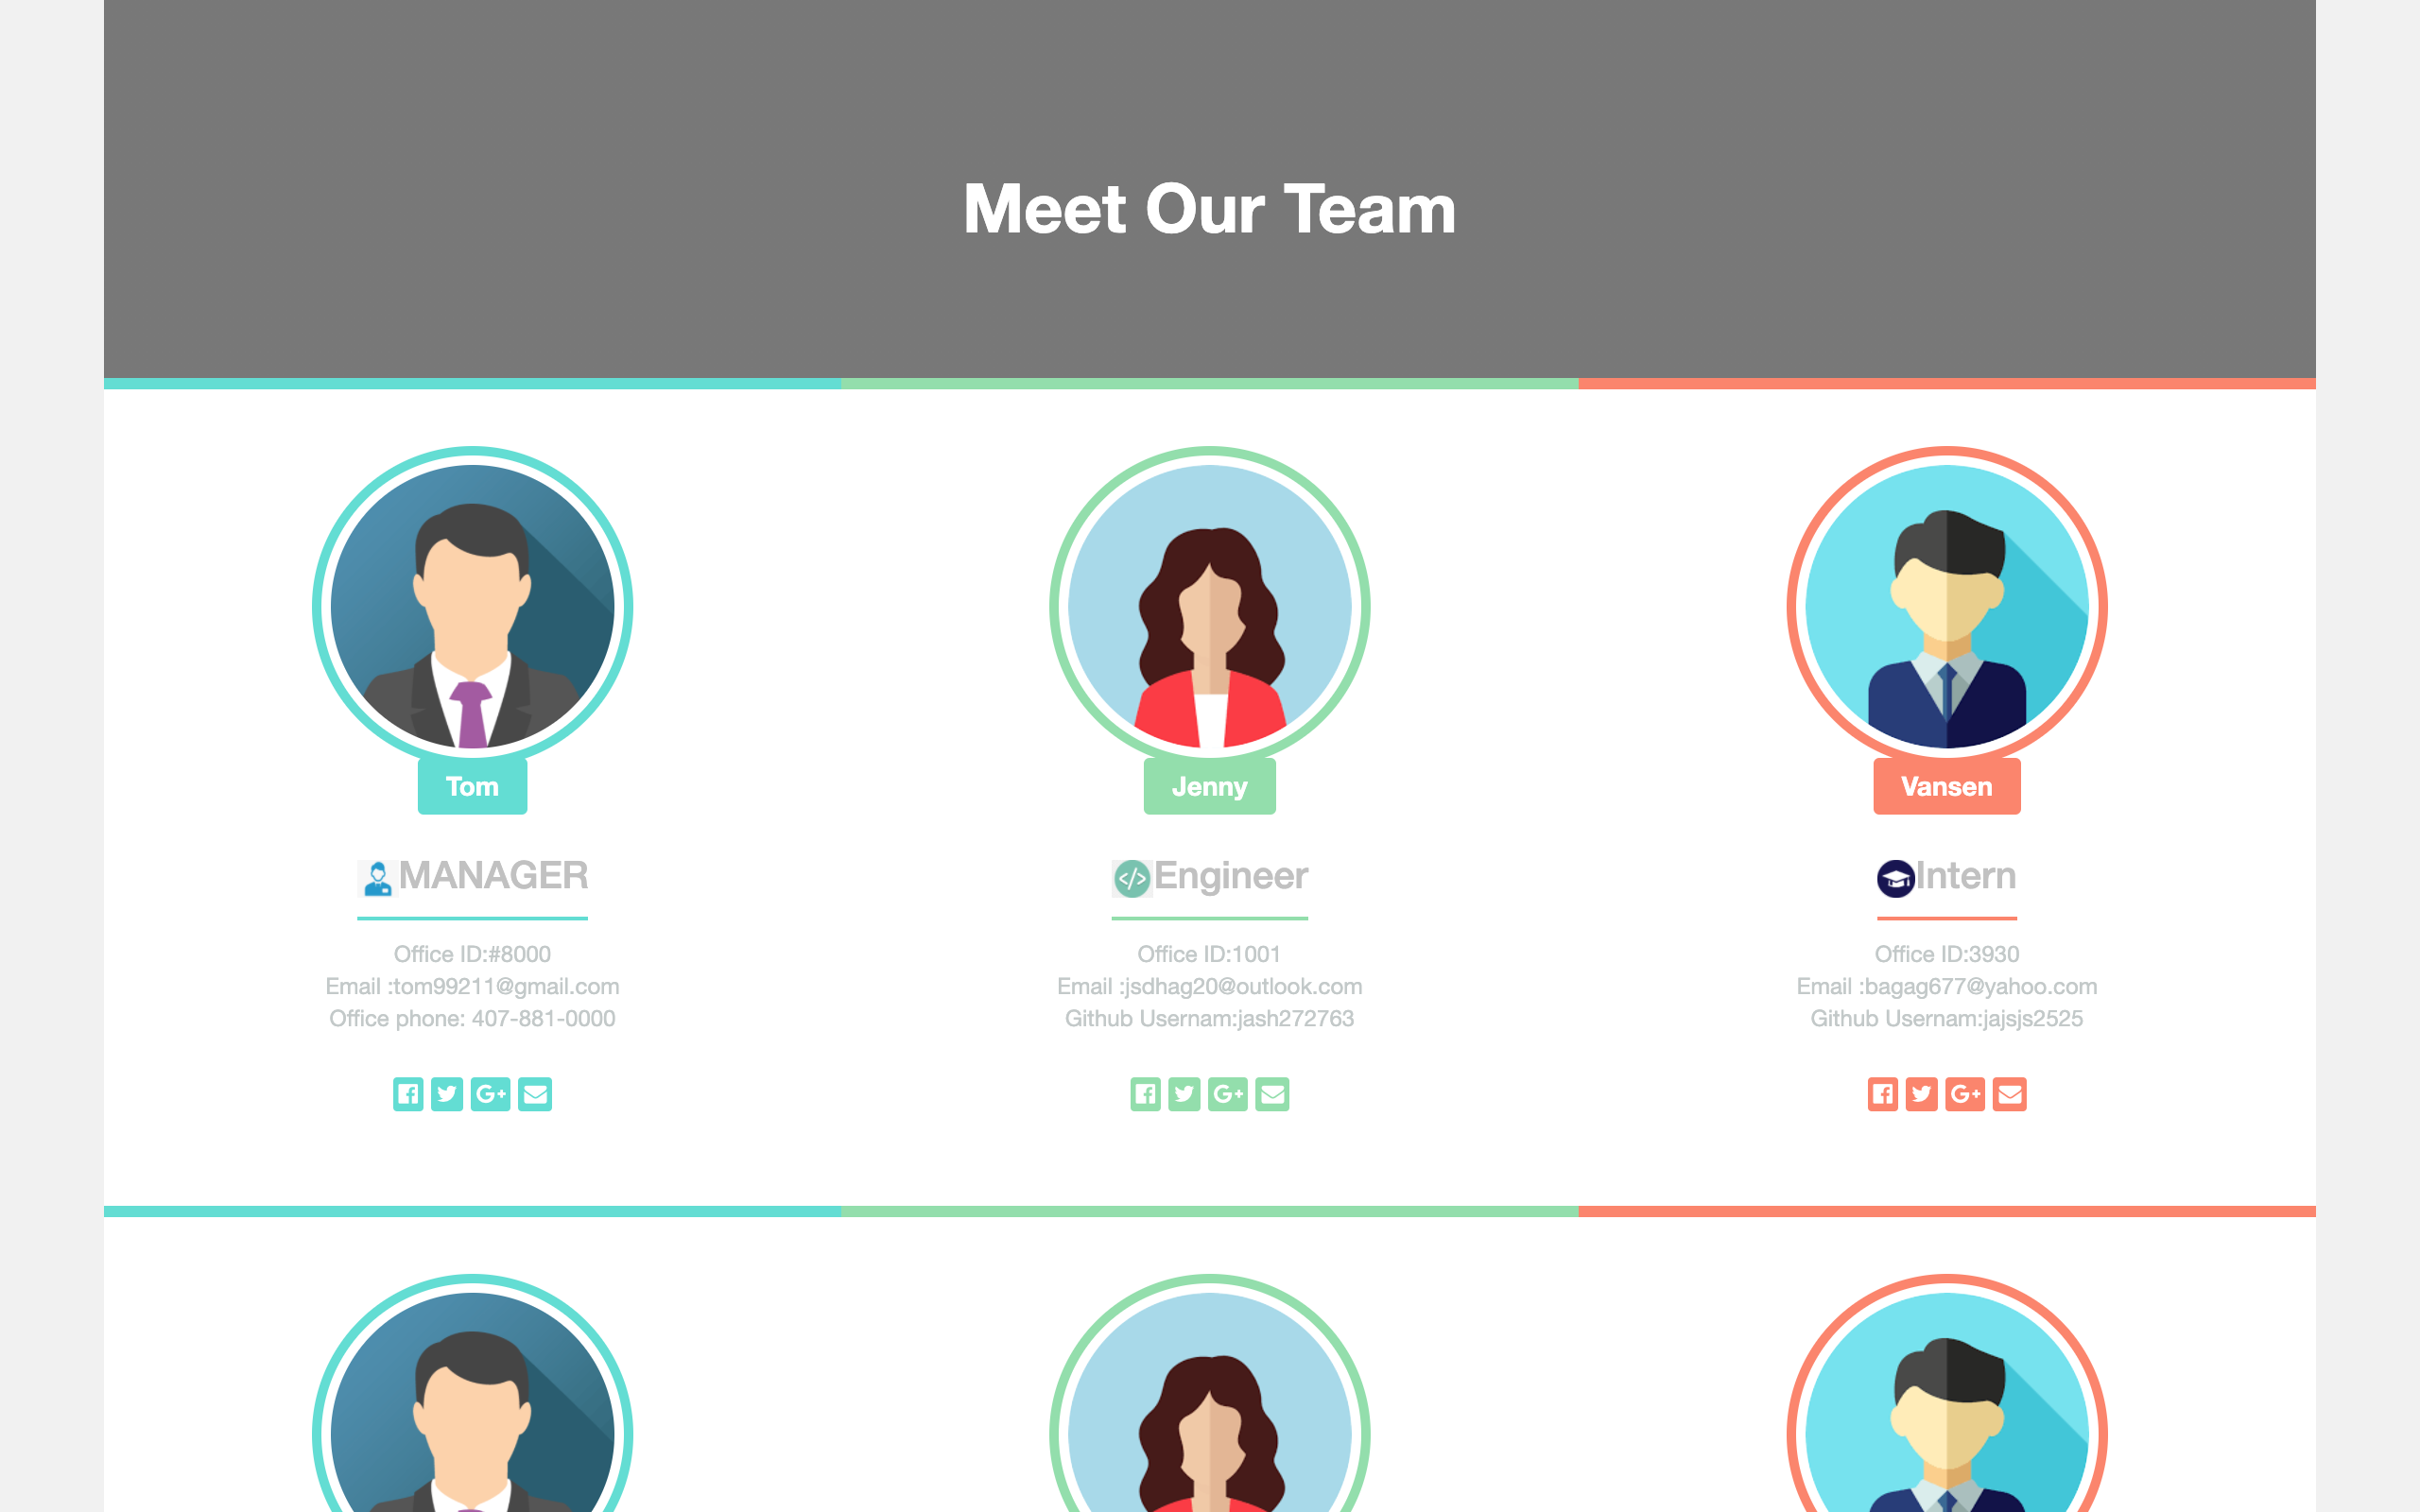 Meet Our Team
Tom
Jenny
Vansen
MANAGER
Engineer
Intern
Office ID:#8000
Email :tom99211@gmail.com
Office phone: 407-881-0000
Office ID:1001
Email :jsdhag20@outlook.com
Github Usernam:jash272763
Office ID:3930
Email :bagag677@yahoo.com
Github Usernam:jajsjs2525